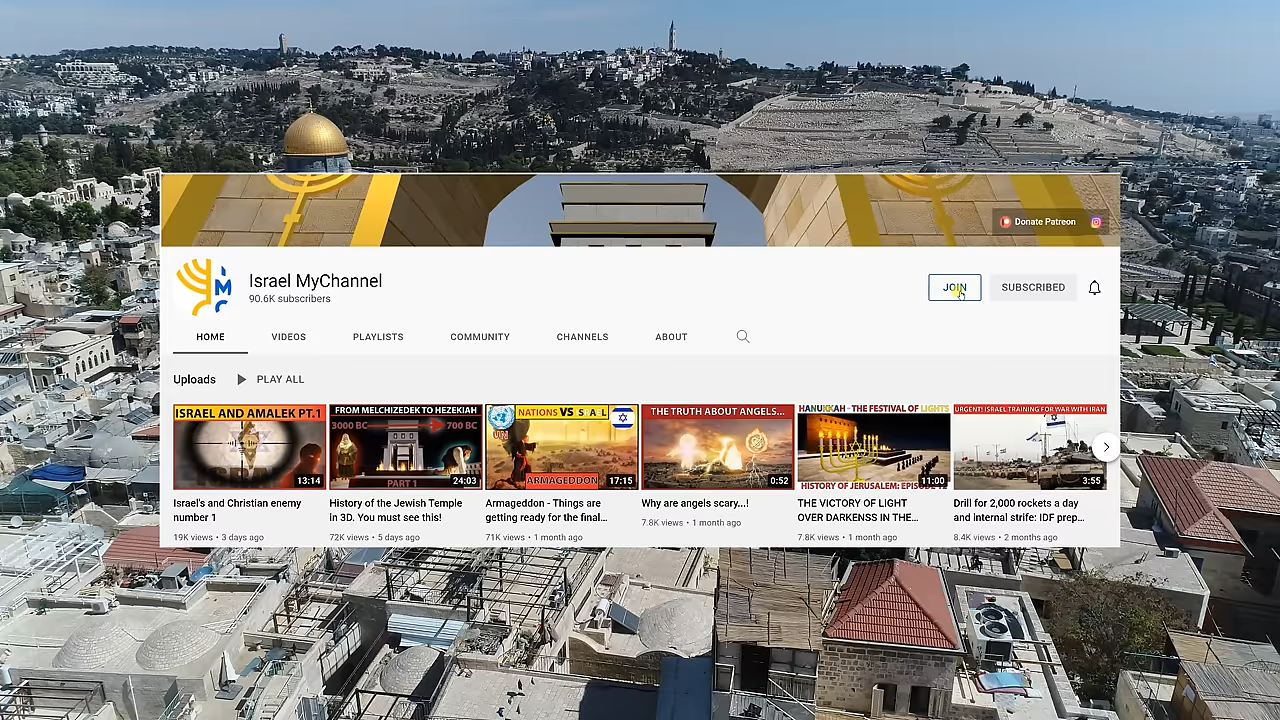 Donate Patreon
M
Israel MyChannel
90.6K subscribers
JOIN
SUBSCRIBED
HOME
VIDEOS
PLAYLISTS
COMMUNITY
CHANNELS
ABOUT
Uploads
PLAY ALL
ISRAEL AND AMALEK PT.1
13:14
Israel's and Christian enemy
number 1
19K views • 3 days ago
FROM MELCHIZEDEK TO HEZEKIAH
3000 BC
700 BC
PART 1
24:03
History of the Jewish Temple
in 3D. You must see this!
72K views • 5 days ago
NATIONS VS ISRAEL
UN
ARMAGEDDON
17:15
Armageddon - Things are
getting ready for the final...
71K views • 1 month ago
THE TRUTH ABOUT ANGELS...
0:52
Why are angels scary...!
7.8K views • 1 month ago
HANUKKAH - THE FESTIVAL OF LIGHTS
HISTORY OF JERUSALEM: EPISODE
11:00
THE VICTORY OF LIGHT
OVER DARKENSS IN THE...
7.8K views • 1 month ago
URGENT! ISRAEL TRAINING FOR WAR WITH IRAN
3:55
Drill for 2,000 rockets a day
and internal strife: IDF prep...
8.4K views • 2 months ago